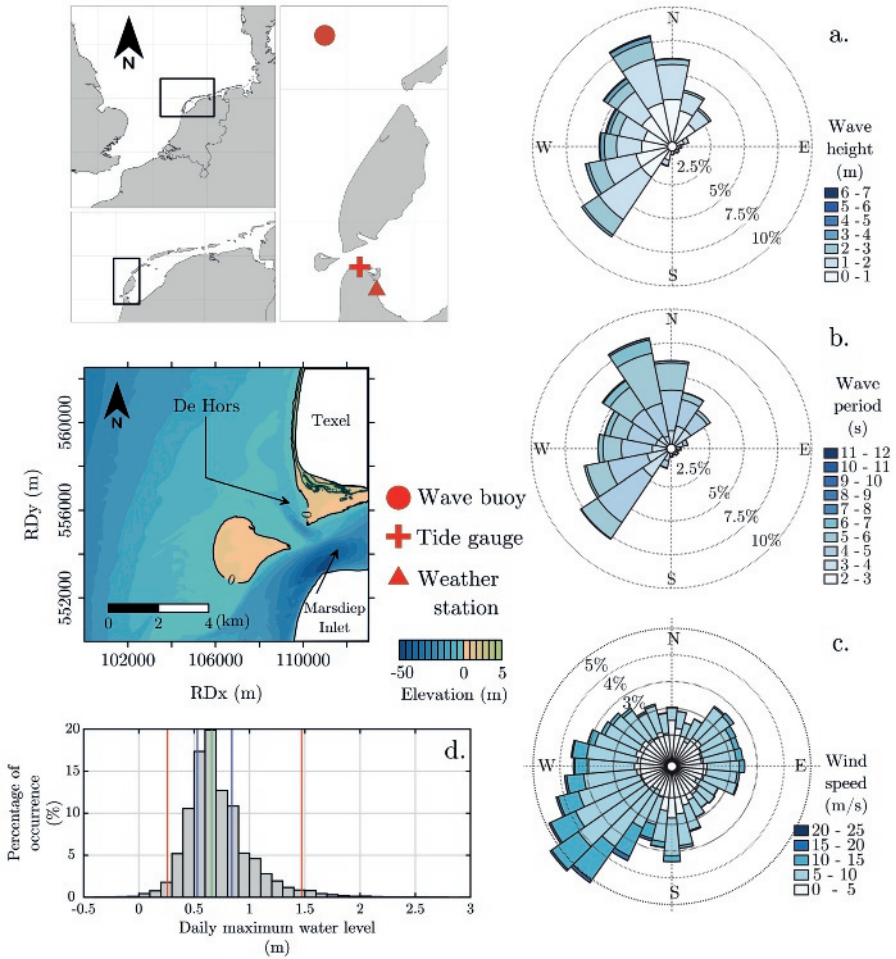 N
N
De Hors
Texel
0
0
Marsdiep
Inlet
0
2
4
(km)
560000
556000
552000
RDy (m)
102000
106000
110000
RDx (m)
Wave buoy
Tide gauge
Weather
station
-50
0
5
Elevation (m)
d.
20
15
10
5
0
Percentage of
occurrence
(%)
-0.5
0
0.5
1
1.5
2
2.5
3
Daily maximum water level
(m)
a.
N
W
E
S
2.5%
5%
7.5%
10%
Wave
height
(m)
6 - 7
5 - 6
4 - 5
3 - 4
2 - 3
1 - 2
0 - 1
b.
N
W
E
S
2.5%
5%
7.5%
10%
Wave
period
(s)
11 - 12
10 - 11
9 - 10
8 - 9
7 - 8
6 - 7
5 - 6
4 - 5
3 - 4
2 - 3
c.
N
W
E
S
5%
4%
3%
Wind
speed
(m/s)
20 - 25
15 - 20
10 - 15
5 - 10
0 - 5